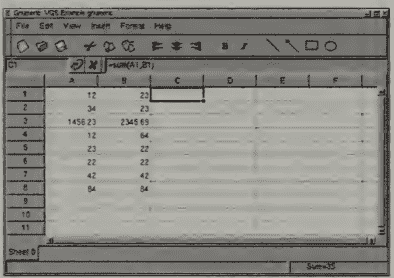 Gnumeric: VGS Example.gnumeric
File Edit View Insert Format Help
B I
C1 =sum(A1,B1)
A B C D E F
1 12 23
2 34 23
3 1456.23 2345.69
4 12 64
5 23 22
6 22 22
7 42 42
8 84 84
9
10
11
Sheet 0
Sum=35